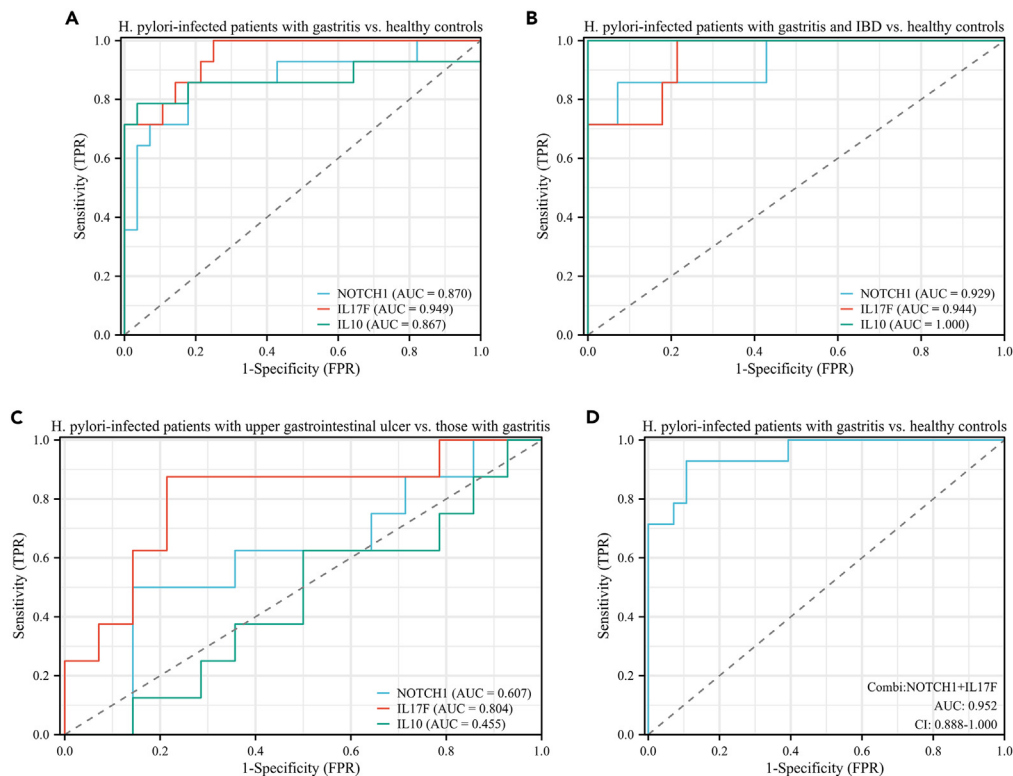 A
H. pylori-infected patients with gastritis vs. healthy controls
1.0
0.8
0.6
0.4
0.2
0.0
Sensitivity (TPR)
NOTCH1 (AUC = 0.870)
IL17F (AUC = 0.949)
IL10 (AUC = 0.867)
0.0 0.2 0.4 0.6 0.8 1.0
1-Specificity (FPR)
B
H. pylori-infected patients with gastritis and IBD vs. healthy controls
1.0
0.8
0.6
0.4
0.2
0.0
Sensitivity (TPR)
NOTCH1 (AUC = 0.929)
IL17F (AUC = 0.944)
IL10 (AUC = 1.000)
0.0 0.2 0.4 0.6 0.8 1.0
1-Specificity (FPR)
C
H. pylori-infected patients with upper gastrointestinal ulcer vs. those with gastritis
1.0
0.8
0.6
0.4
0.2
0.0
Sensitivity (TPR)
NOTCH1 (AUC = 0.607)
IL17F (AUC = 0.804)
IL10 (AUC = 0.455)
0.0 0.2 0.4 0.6 0.8 1.0
1-Specificity (FPR)
D
H. pylori-infected patients with gastritis vs. healthy controls
1.0
0.8
0.6
0.4
0.2
0.0
Sensitivity (TPR)
Combi:NOTCH1+IL17F
AUC: 0.952
CI: 0.888-1.000
0.0 0.2 0.4 0.6 0.8 1.0
1-Specificity (FPR)